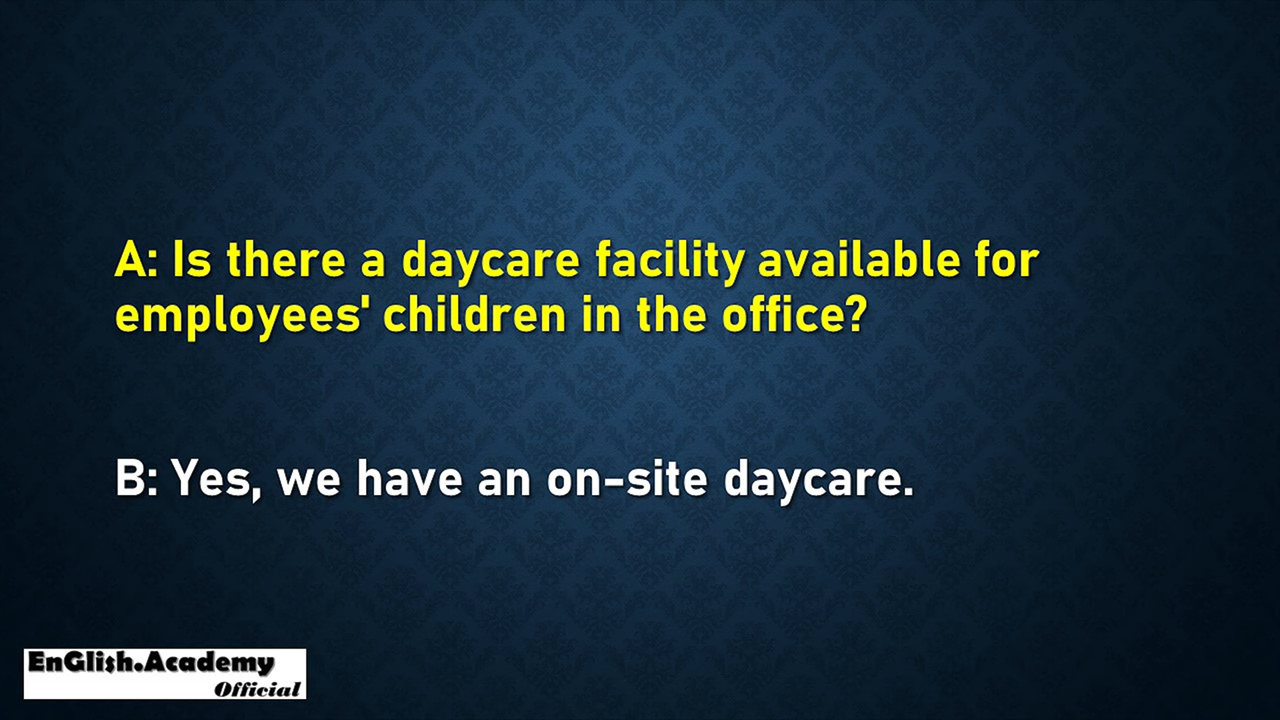 A: Is there a daycare facility available for
employees' children in the office?
B: Yes, we have an on-site daycare.
EnGlish.Academy
Official